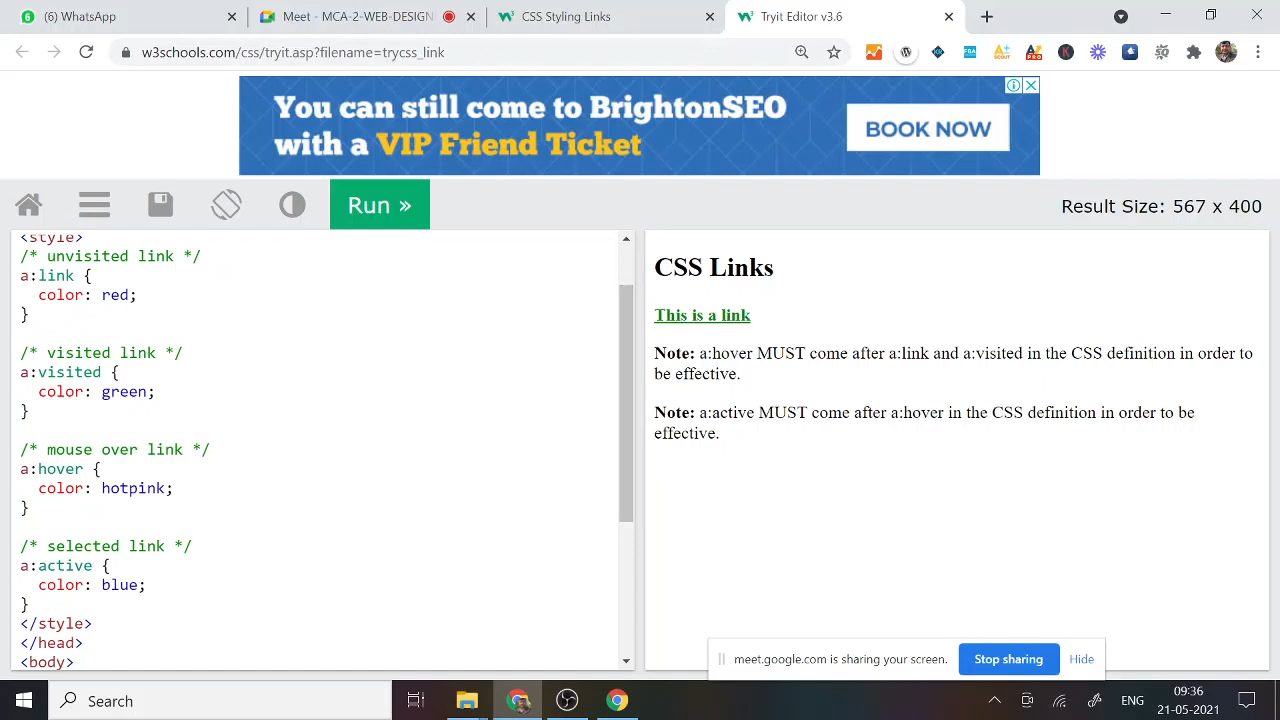 (6) WhatsApp
Meet - MCA-2-WEB-DESIGN
CSS Styling Links
Tryit Editor v3.6
w3schools.com/css/tryit.asp?filename=trycss_link
You can still come to BrightonSEO
with a VIP Friend Ticket
BOOK NOW
Run »
Result Size: 567 x 400
<style>
/* unvisited link */
a:link {
  color: red;
}
/* visited link */
a:visited {
  color: green;
}
/* mouse over link */
a:hover {
  color: hotpink;
}
/* selected link */
a:active {
  color: blue;
}
</style>
</head>
<body>
CSS Links
This is a link
Note: a:hover MUST come after a:link and a:visited in the CSS definition in order to
be effective.
Note: a:active MUST come after a:hover in the CSS definition in order to be
effective.
meet.google.com is sharing your screen.
Stop sharing
Hide
Search
ENG
09:36
21-05-2021